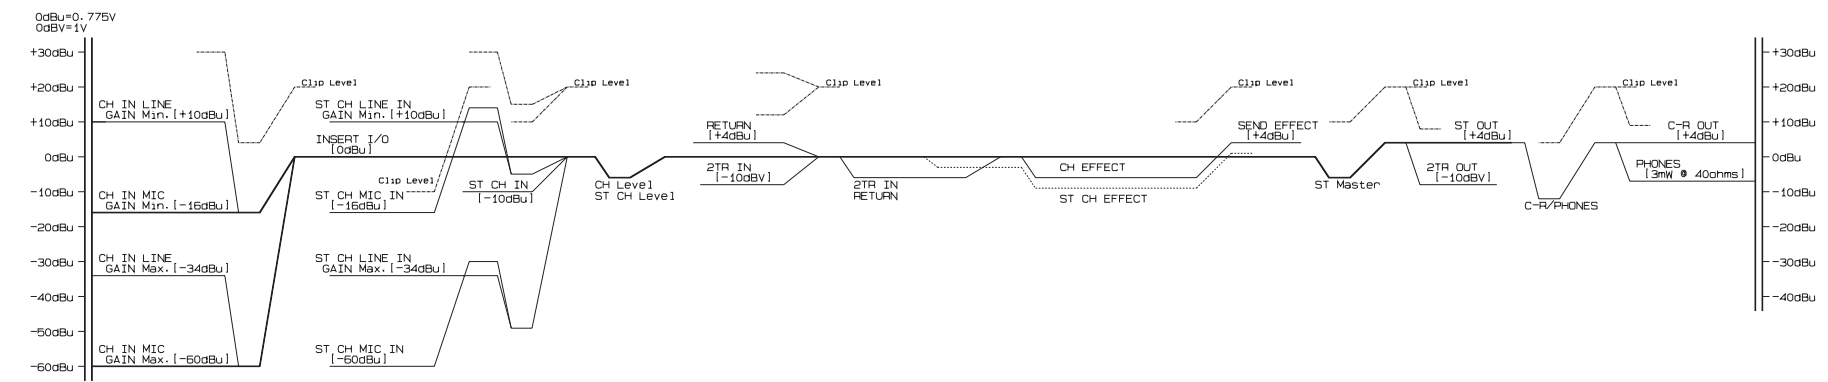 0dBu=0.775V
0dBV=1V
+30dBu
+20dBu
+10dBu
0dBu
-10dBu
-20dBu
-30dBu
-40dBu
-50dBu
-60dBu
CH IN LINE
GAIN Min.[+10dBu]
CH IN MIC
GAIN Min.[-16dBu]
CH IN LINE
GAIN Max.[-34dBu]
CH IN MIC
GAIN Max.[-60dBu]
Clip Level
ST CH LINE IN
GAIN Min.[+10dBu]
INSERT I/O
[0dBu]
Clip Level
ST CH MIC IN
[-16dBu]
ST CH LINE IN
GAIN Max.[-34dBu]
ST CH MIC IN
[-60dBu]
ST CH IN
[-10dBu]
Clip Level
CH Level
ST CH Level
RETURN
[+4dBu]
2TR IN
[-10dBV]
Clip Level
2TR IN
RETURN
CH EFFECT
ST CH EFFECT
Clip Level
SEND EFFECT
[+4dBu]
ST Master
Clip Level
ST OUT
[+4dBu]
2TR OUT
[-10dBV]
C-R/PHONES
Clip Level
C-R OUT
[+4dBu]
PHONES
[3mW @ 40ohms]
+30dBu
+20dBu
+10dBu
0dBu
-10dBu
-20dBu
-30dBu
-40dBu